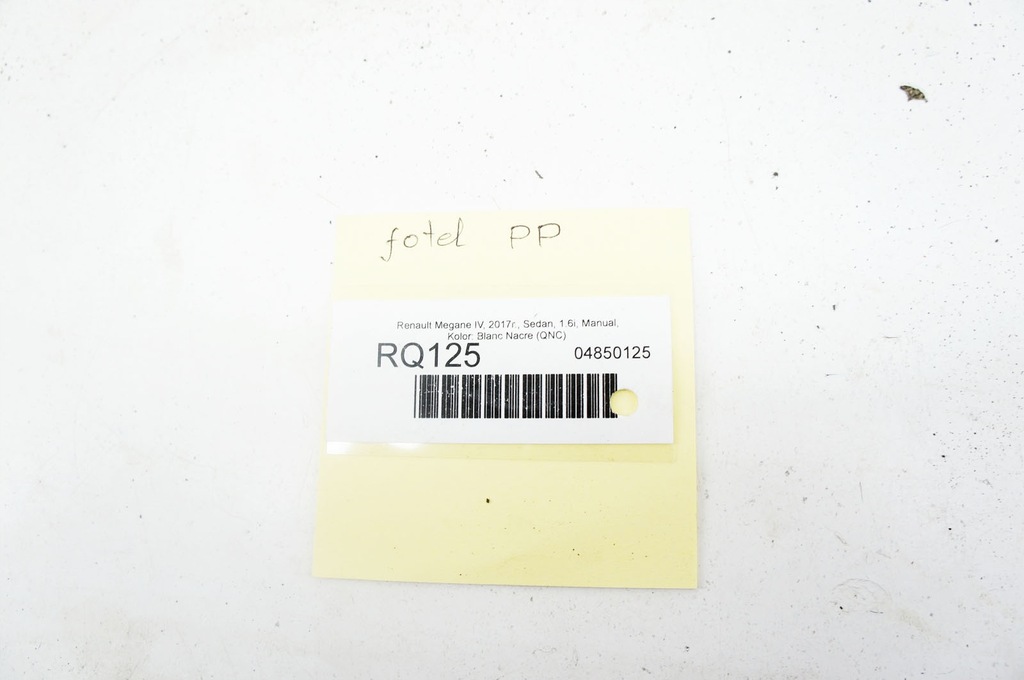 fotel PP
Renault Megane IV, 2017r., Sedan, 1.6i, Manual,
Kolor: Blanc Nacre (QNC)
RQ125 04850125